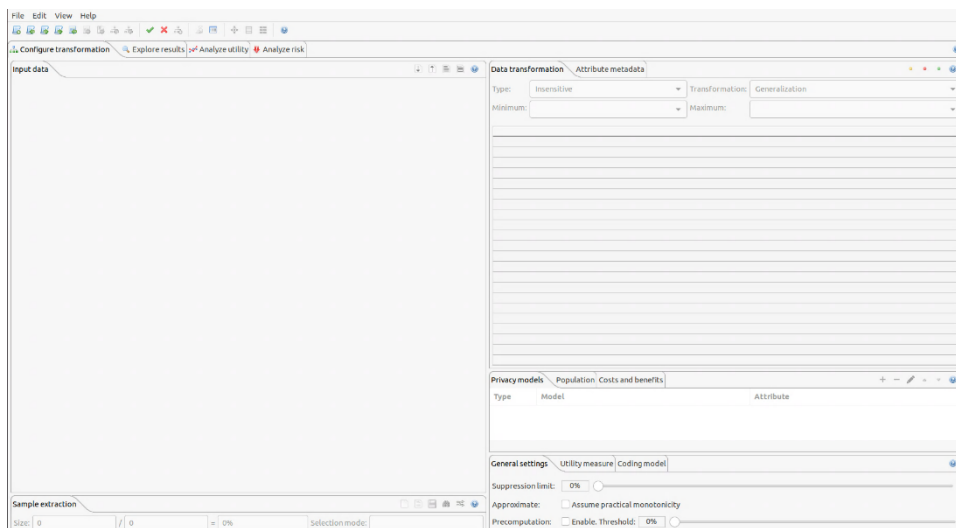 File Edit View Help
Configure transformation Explore results Analyze utility Analyze risk
Input data
Data transformation Attribute metadata
Type: Insensitive Transformation: Generalization
Minimum: Maximum:
Privacy models Population Costs and benefits
Type Model Attribute
General settings Utility measure Coding model
Suppression limit: 0%
Approximate: Assume practical monotonicity
Precomputation: Enable. Threshold: 0%
Sample extraction
Size: 0 / 0 = 0% Selection mode: